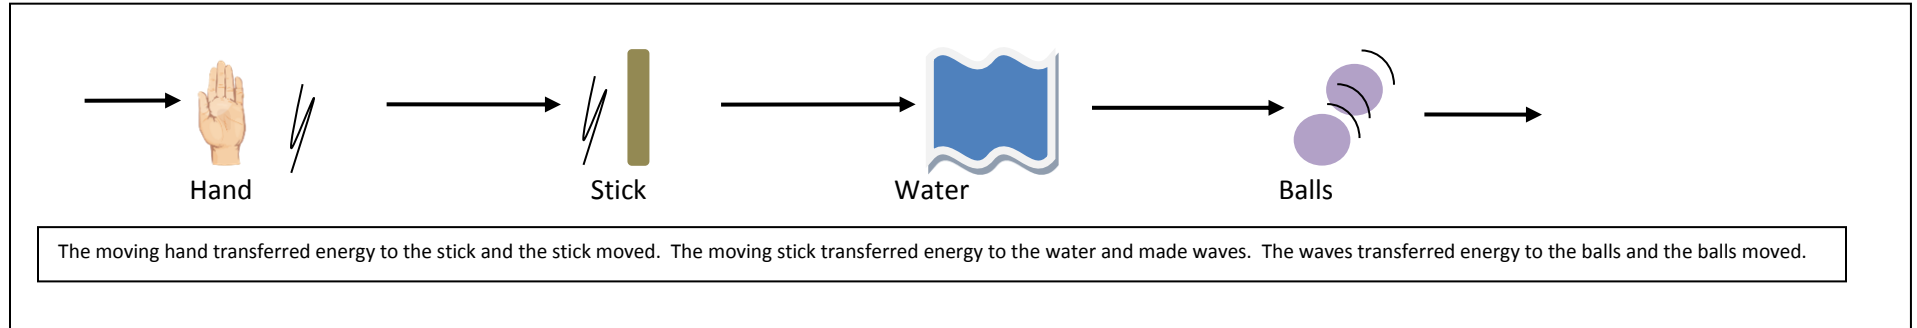 Hand
Stick
Water
Balls
The moving hand transferred energy to the stick and the stick moved.  The moving stick transferred energy to the water and made waves.  The waves transferred energy to the balls and the balls moved.